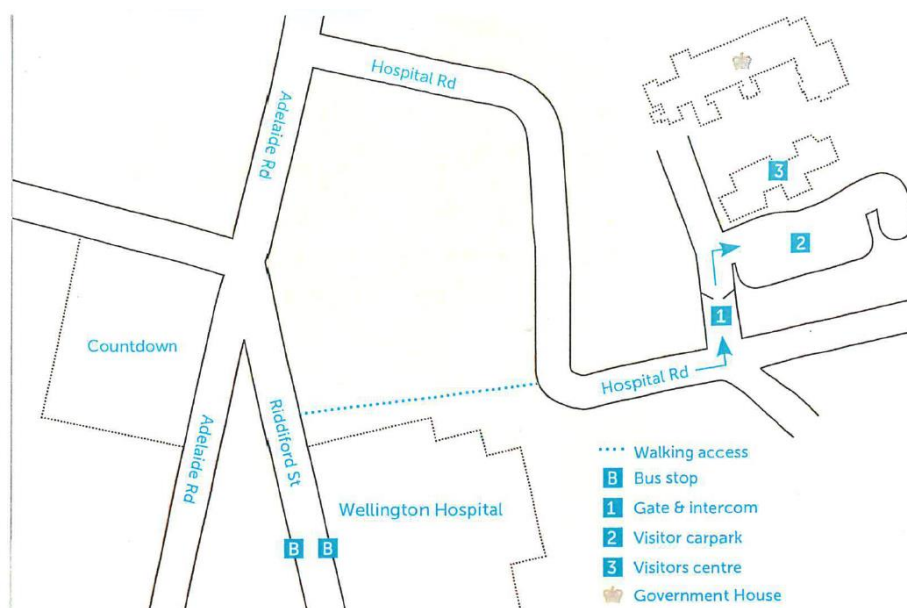 Hospital Rd
Adelaide Rd
3
2
1
Countdown
Hospital Rd
Adelaide Rd
Riddiford St
Wellington Hospital
B B
Walking access
B Bus stop
1 Gate & intercom
2 Visitor carpark
3 Visitors centre
Government House